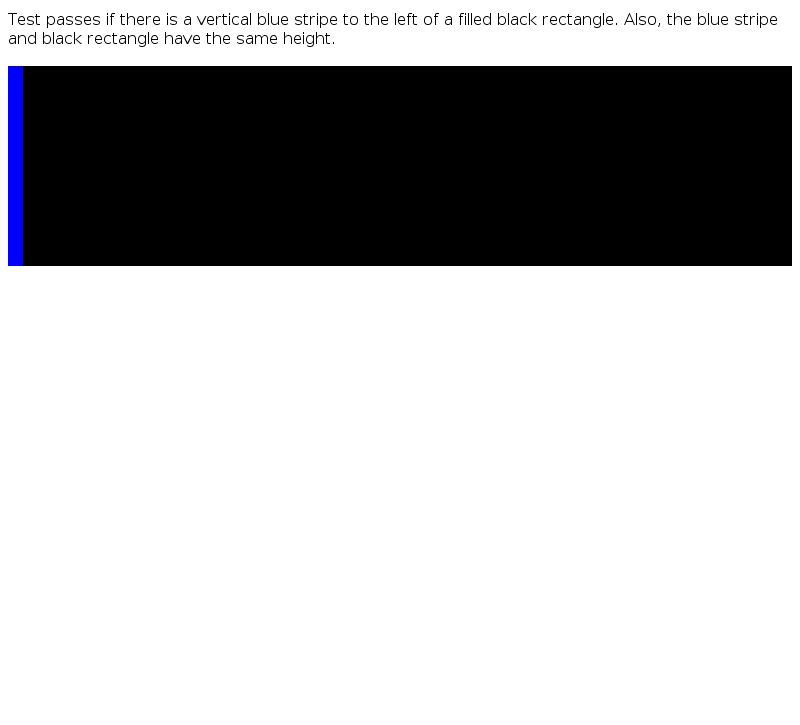 Test passes if there is a vertical blue stripe to the left of a filled black rectangle. Also, the blue stripe
and black rectangle have the same height.